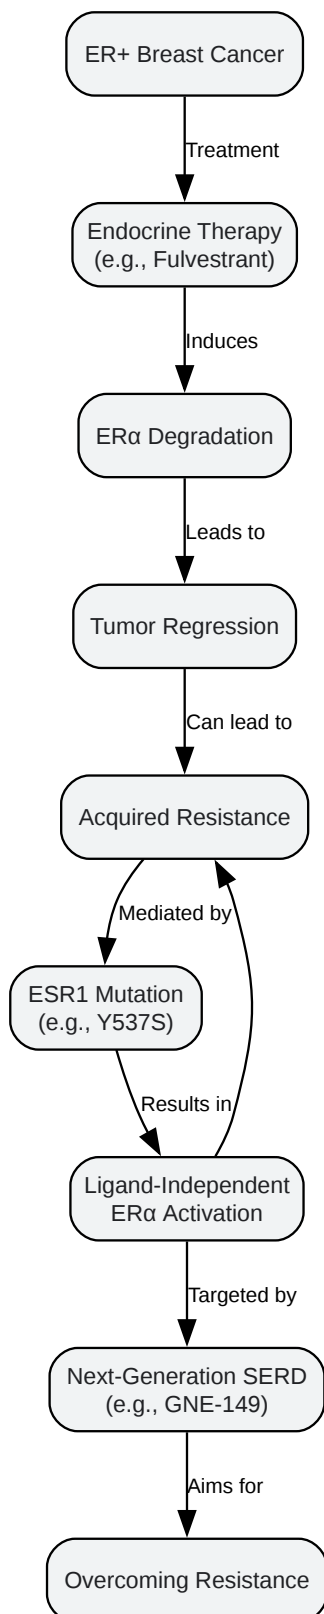 ER+ Breast Cancer
Treatment
Endocrine Therapy
(e.g., Fulvestrant)
Induces
ERα Degradation
Leads to
Tumor Regression
Can lead to
Acquired Resistance
Mediated by
ESR1 Mutation
(e.g., Y537S)
Results in
Ligand-Independent
ERα Activation
Targeted by
Next-Generation SERD
(e.g., GNE-149)
Aims for
Overcoming Resistance